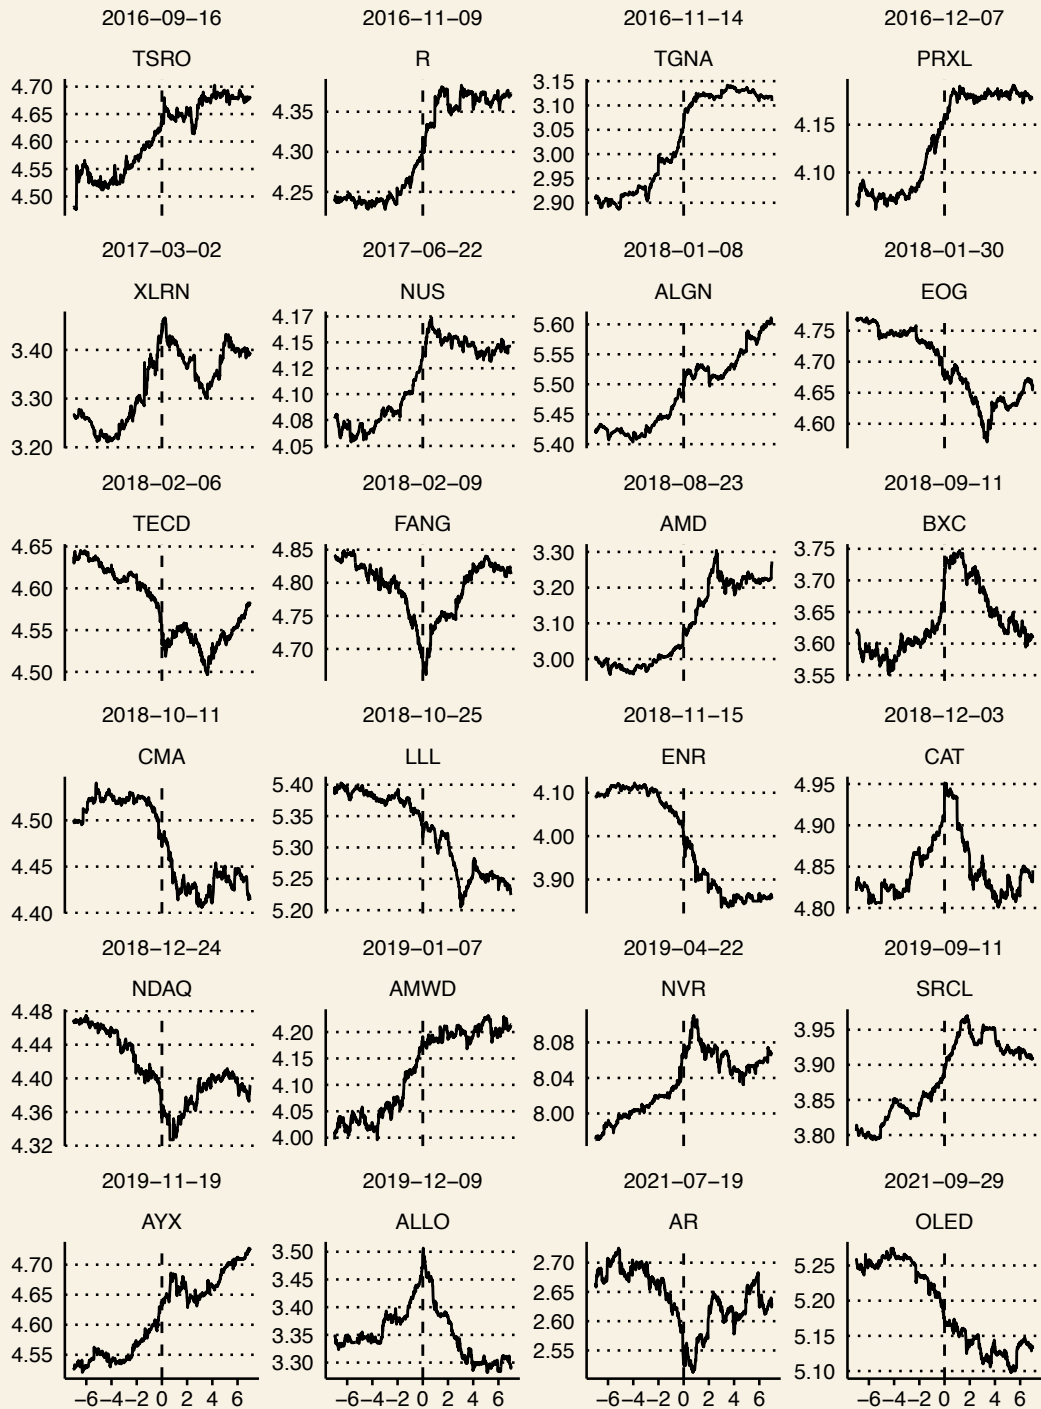 2016−09−16 2016−11−09 2016−11−14 2016−12−07
TSRO R TGNA PRXL
4.70 4.65 4.60 4.55 4.50
4.35 4.30 4.25
3.15 3.10 3.05 3.00 2.95 2.90
4.15 4.10
2017−03−02 2017−06−22 2018−01−08 2018−01−30
XLRN NUS ALGN EOG
3.40 3.30 3.20
4.17 4.15 4.12 4.10 4.08 4.05
5.60 5.55 5.50 5.45 5.40
4.75 4.70 4.65 4.60
2018−02−06 2018−02−09 2018−08−23 2018−09−11
TECD FANG AMD BXC
4.65 4.60 4.55 4.50
4.85 4.80 4.75 4.70
3.30 3.20 3.10 3.00
3.75 3.70 3.65 3.60 3.55
2018−10−11 2018−10−25 2018−11−15 2018−12−03
CMA LLL ENR CAT
4.50 4.45 4.40
5.40 5.35 5.30 5.25 5.20
4.10 4.00 3.90
4.95 4.90 4.85 4.80
2018−12−24 2019−01−07 2019−04−22 2019−09−11
NDAQ AMWD NVR SRCL
4.48 4.44 4.40 4.36 4.32
4.20 4.15 4.10 4.05 4.00
8.08 8.04 8.00
3.95 3.90 3.85 3.80
2019−11−19 2019−12−09 2021−07−19 2021−09−29
AYX ALLO AR OLED
4.70 4.65 4.60 4.55
3.50 3.45 3.40 3.35 3.30
2.70 2.65 2.60 2.55
5.25 5.20 5.15 5.10
−6−4−2 0 2 4 6 −6−4−2 0 2 4 6 −6−4−2 0 2 4 6 −6−4−2 0 2 4 6